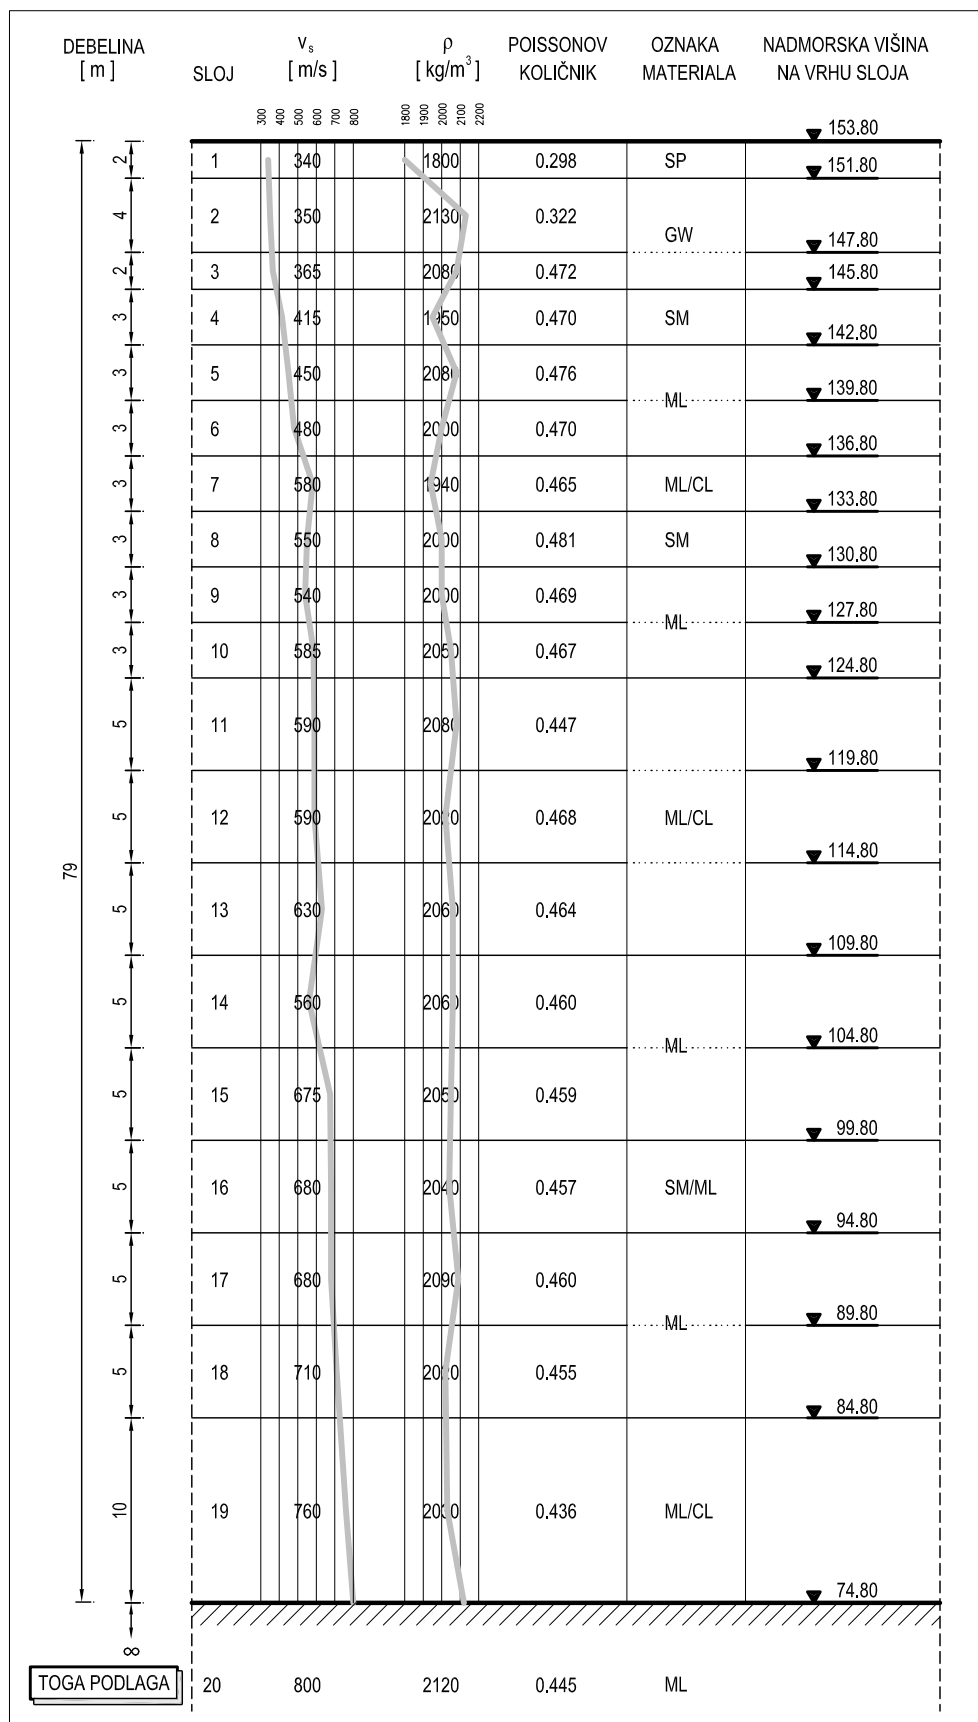 DEBELINA [ m ] SLOJ vs [ m/s ] ρ [ kg/m3 ] POISSONOV KOLIČNIK OZNAKA MATERIALA NADMORSKA VIŠINA NA VRHU SLOJA
300 400 500 600 700 800 1800 1900 2000 2100 2200
153.80
2 1 340 1800 0.298 SP 151.80
4 2 350 2130 0.322 147.80
GW
2 3 365 2080 0.472 145.80
3 4 415 1950 0.470 SM 142.80
3 5 450 2080 0.476 139.80
ML
3 6 480 2000 0.470 136.80
3 7 580 1940 0.465 ML/CL 133.80
3 8 550 2000 0.481 SM 130.80
3 9 540 2000 0.469 127.80
ML
3 10 585 2050 0.467 124.80
5 11 590 2080 0.447 119.80
5 12 590 2020 0.468 ML/CL 114.80
79
5 13 630 2060 0.464 109.80
5 14 560 2060 0.460 104.80
ML
5 15 675 2050 0.459 99.80
5 16 680 2040 0.457 SM/ML 94.80
5 17 680 2090 0.460 89.80
ML
5 18 710 2020 0.455 84.80
10 19 760 2030 0.436 ML/CL 74.80
∞
TOGA PODLAGA 20 800 2120 0.445 ML